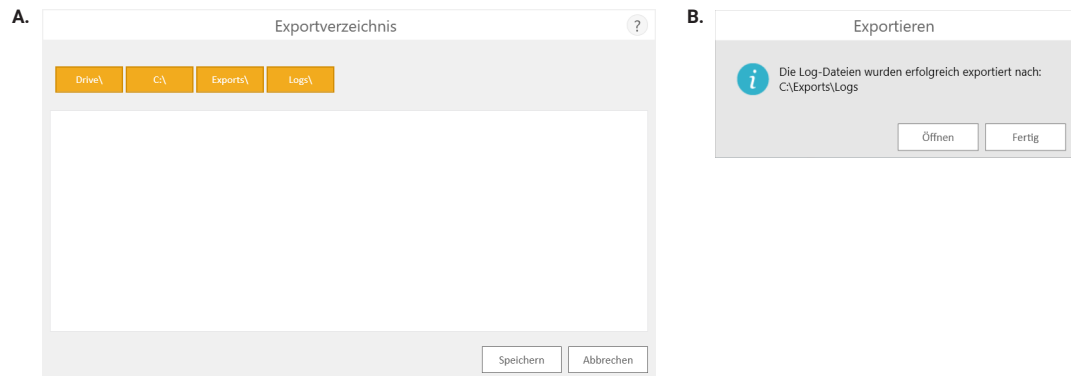 A.
Exportverzeichnis
?
Drive\ C:\ Exports\ Logs\
Speichern Abbrechen
B.
Exportieren
i
Die Log-Dateien wurden erfolgreich exportiert nach:
C:\Exports\Logs
Öffnen Fertig